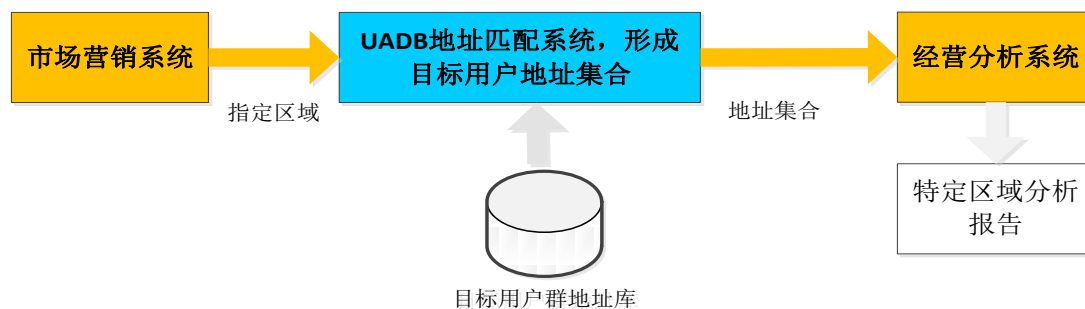 市场营销系统
UADB地址匹配系统，形成
目标用户地址集合
经营分析系统
指定区域
地址集合
特定区域分析
报告
目标用户群地址库